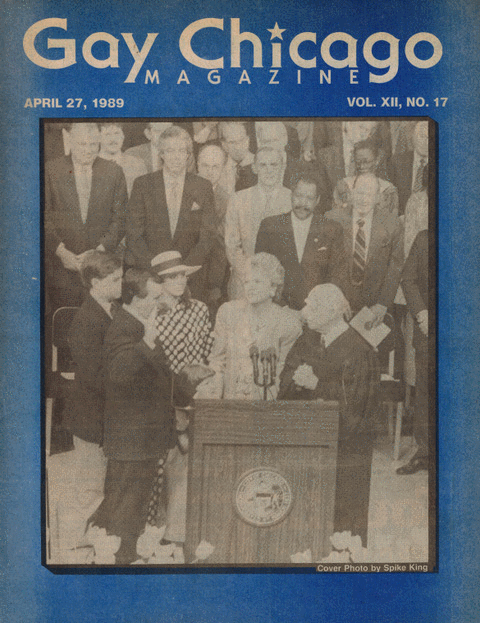 Gay Chicago
MAGAZINE
APRIL 27, 1989 VOL. XII, NO. 17
Cover Photo by Spike King